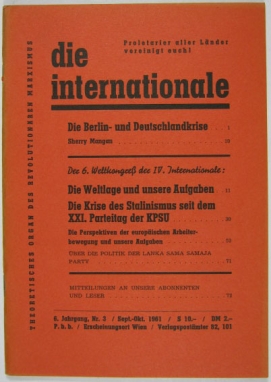 THEORETISCHES ORGAN DES REVOLUTIONÄREN MARXISMUS
Proletarier aller Länder
vereinigt euch!
die
internationale
Die Berlin- und Deutschlandkrise . . 1
Sherry Mangan
Der 6. Weltkongreß der IV. Internationale:
Die Weltlage und unsere Aufgaben
Die Krise des Stalinismus seit dem
XXI. Parteitag der KPSU
Die Perspektiven der europäischen Arbeiter-
bewegung und unsere Aufgaben
ÜBER DIE POLITIK DER LANKA SAMA SAMAJA
PARTY
MITTEILUNGEN AN UNSERE ABONNENTEN
UND LESER
6. Jahrgang, Nr. 3 / Sept.-Okt. 1961 / S 10.— / DM 2.-
P. b. b. / Erscheinungsort Wien / Verlagspostämter 52, 101